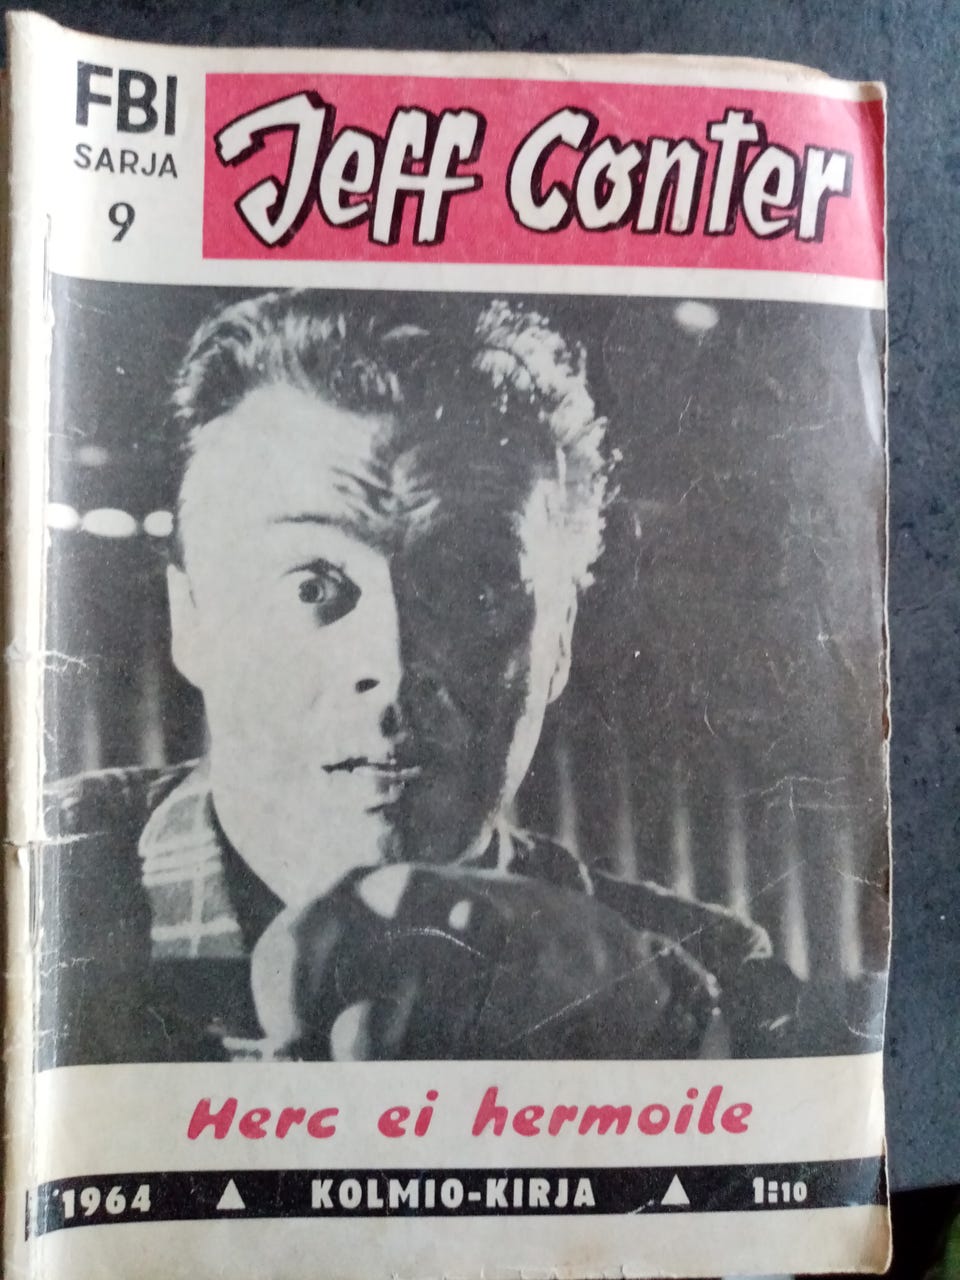 FBI
SARJA
9
Jeff Conter
Herc ei hermoile
1964 KOLMIO-KIRJA 1:10